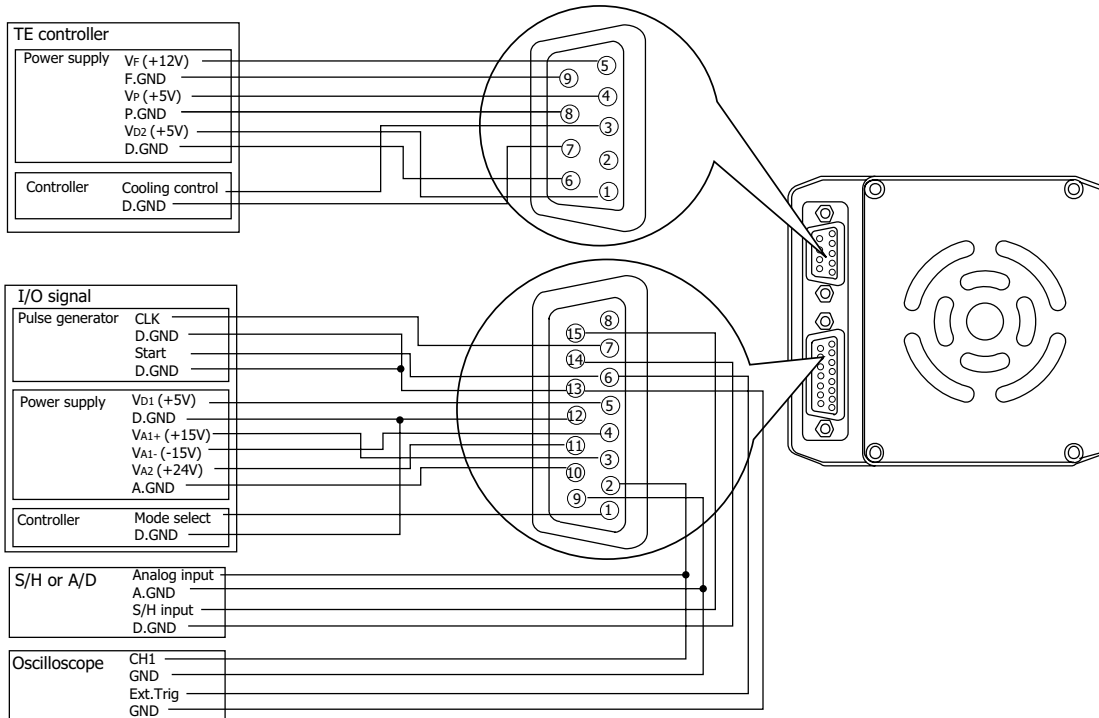 TE controller
Power supply VF (+12V)
F.GND
VP (+5V)
P.GND
VD2 (+5V)
D.GND
Controller Cooling control
D.GND
5
9
4
8
3
7
2
6
1
I/O signal
Pulse generator CLK
D.GND
Start
D.GND
Power supply VD1 (+5V)
D.GND
VA1+ (+15V)
VA1- (-15V)
VA2 (+24V)
A.GND
Controller Mode select
D.GND
8
15
7
14
6
13
5
12
4
11
3
10
2
9
1
S/H or A/D Analog input
A.GND
S/H input
D.GND
Oscilloscope CH1
GND
Ext.Trig
GND